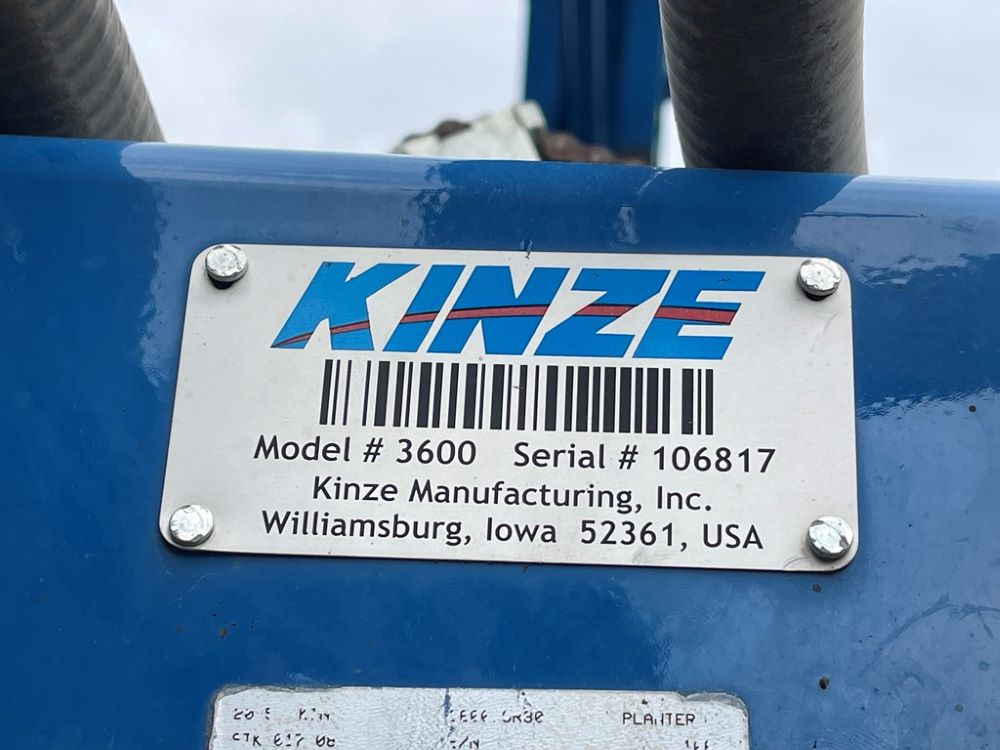 KINZE
Model # 3600 Serial # 106817
Kinze Manufacturing, Inc.
Williamsburg, Iowa 52361, USA
PLANTER